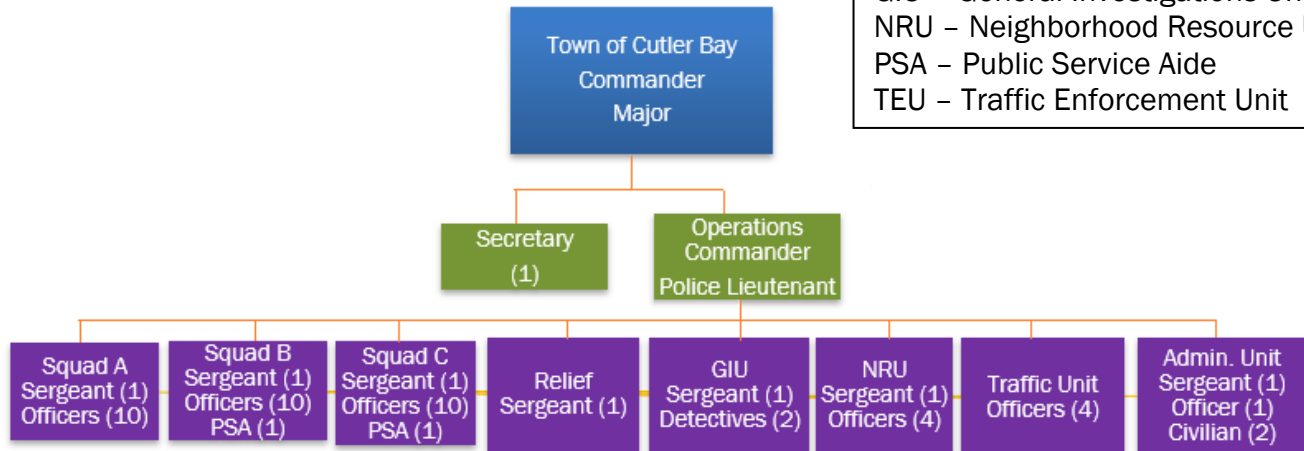 NRU – Neighborhood Resource
PSA – Public Service Aide
TEU – Traffic Enforcement Unit
Town of Cutler Bay
Commander
Major
Secretary
(1)
Operations
Commander
Police Lieutenant
Squad A
Sergeant (1)
Officers (10)
Squad B
Sergeant (1)
Officers (10)
PSA (1)
Squad C
Sergeant (1)
Officers (10)
PSA (1)
Relief
Sergeant (1)
GIU
Sergeant (1)
Detectives (2)
NRU
Sergeant (1)
Officers (4)
Traffic Unit
Officers (4)
Admin. Unit
Sergeant (1)
Officer (1)
Civilian (2)